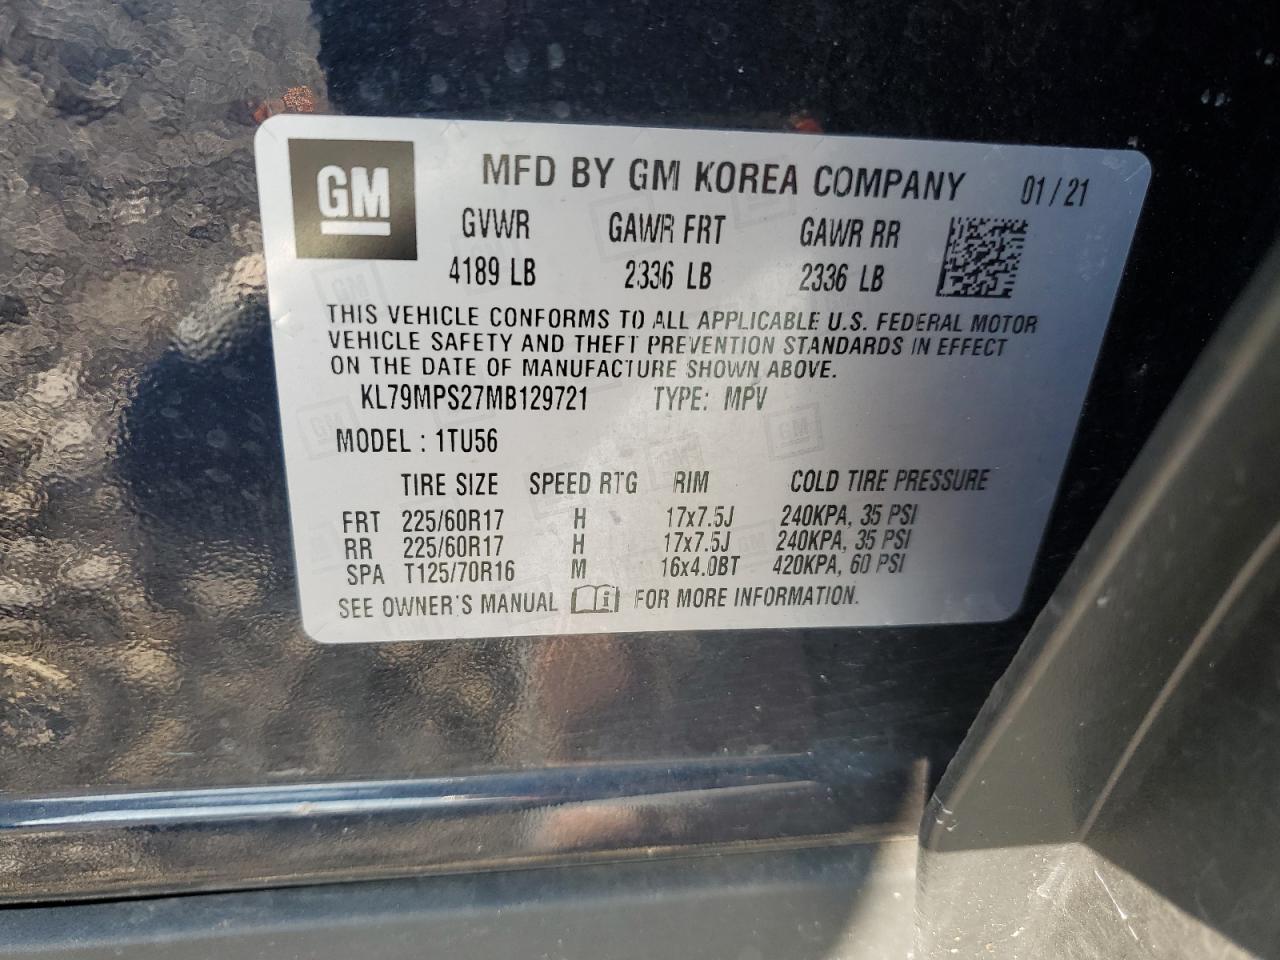 GM MFD BY GM KOREA COMPANY 01/21
GVWR GAWR FRT GAWR RR
4189 LB 2336 LB 2336 LB
THIS VEHICLE CONFORMS TO ALL APPLICABLE U.S. FEDERAL MOTOR
VEHICLE SAFETY AND THEFT PREVENTION STANDARDS IN EFFECT
ON THE DATE OF MANUFACTURE SHOWN ABOVE.
KL79MPS27MB129721 TYPE: MPV
MODEL : 1TU56
TIRE SIZE SPEED RTG RIM COLD TIRE PRESSURE
FRT 225/60R17 H 17x7.5J 240KPA, 35 PSI
RR 225/60R17 H 17x7.5J 240KPA, 35 PSI
SPA T125/70R16 M 16x4.0BT 420KPA, 60 PSI
SEE OWNER'S MANUAL FOR MORE INFORMATION.